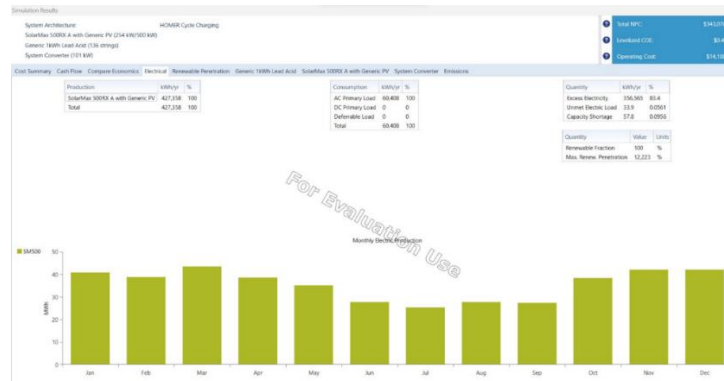 Simulation Results
System Architecture: HOMER Cycle Charging
SolarMax 500RX A with Generic PV (254 kW/500 kW)
Generic 1kWh Lead Acid (136 strings)
System Converter (101 kW)
Total NPC:
Levelized COE:
Operating Cost:
Cost Summary Cash Flow Compare Economics Electrical Renewable Penetration Generic 1kWh Lead Acid SolarMax 500RX A with Generic PV System Converter Emissions
Production kWh/yr %
SolarMax 500RX A with Generic PV 427,358 100
Total 427,358 100
Consumption kWh/yr %
AC Primary Load 60,408 100
DC Primary Load 0 0
Deferrable Load 0 0
Total 60,408 100
Quantity kWh/yr %
Excess Electricity 356,565 83.4
Unmet Electric Load 33.9 0.0561
Capacity Shortage 57.8 0.0956
Quantity Value Units
Renewable Fraction 100 %
Max. Renew. Penetration 52,223 %
For Evaluation Use
Monthly Electric Production
SM500
MWh
50
40
30
20
10
0
Jan Feb Mar Apr May Jun Jul Aug Sep Oct Nov Dec